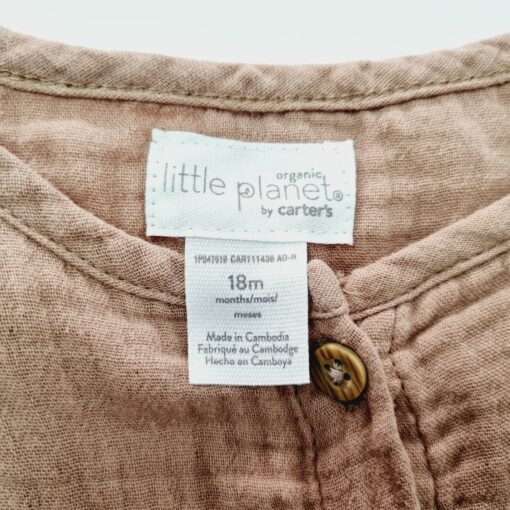 organic
little planet®
by carter's
1P047610 CAR111436 AO-R
18m
months/mois/
meses
Made in Cambodia
Fabriqué au Cambodge
Hecho en Camboya